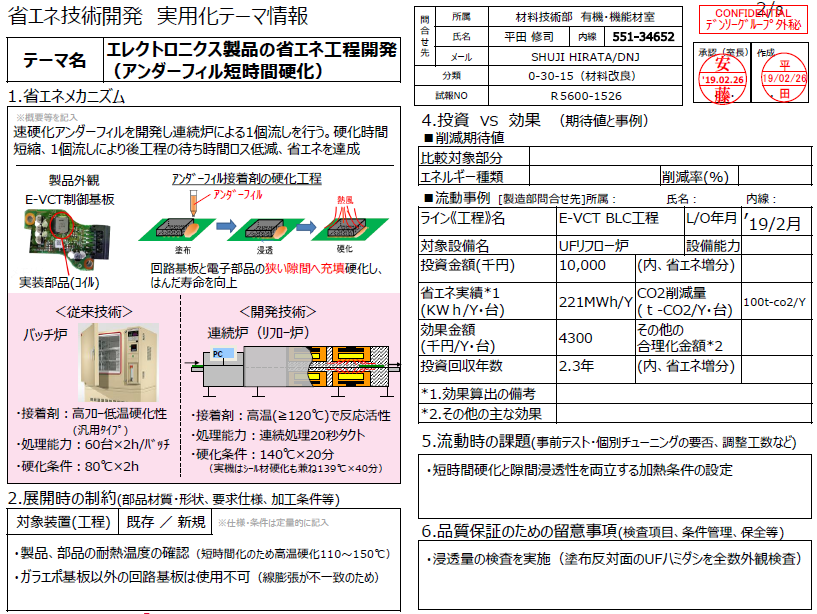 省エネ技術開発　実用化テーマ情報
テーマ名
エレクトロニクス製品の省エネ工程開発
（アンダーフィル短時間硬化）
問合せ先
所属
材料技術部 有機・機能材室
氏名
平田 修司
内線
551-34652
メール
SHUJI HIRATA/DNJ
分類
0-30-15（材料改良）
試報NO
R5600-1526
2/8
CONFIDENTIAL
デンソーグループ外秘
承認（室長）
作成
安
'19.02.26
藤
平
19/02/26
田
1.省エネメカニズム
※概要等を記入
速硬化アンダーフィルを開発し連続炉による1個流しを行う。硬化時間
短縮、1個流しにより後工程の待ち時間ロス低減、省エネを達成
製品外観
E-VCT制御基板
実装部品(ｺｲﾙ)
ｱﾝﾀﾞｰﾌｨﾙ接着剤の硬化工程
ｱﾝﾀﾞｰﾌｨﾙ
熱風
塗布
浸透
硬化
回路基板と電子部品の狭い隙間へ充填硬化し、
はんだ寿命を向上
＜従来技術＞
バッチ炉
・接着剤：高ﾌﾛｰ低温硬化性
（汎用ﾀｲﾌﾟ）
・処理能力：60台×2h/ﾊﾞｯﾁ
・硬化条件：80℃×2h
＜開発技術＞
連続炉（ﾘﾌﾛｰ炉）
PC
・接着剤：高温(≧120℃)で反応活性
・処理能力：連続処理20秒タクト
・硬化条件：140℃×20分
（実機はｼｰﾙ材硬化も兼ね139℃×40分）
2.展開時の制約(部品材質・形状、要求仕様、加工条件等)
対象装置(工程)
既存 ／ 新規
※仕様・条件は定量的に記入
・製品、部品の耐熱温度の確認（短時間化のため高温硬化110～150℃）
・ガラエポ基板以外の回路基板は使用不可（線膨張が不一致のため）
4.投資　VS　効果　（期待値と事例）
■削減期待値
比較対象部分
エネルギー種類
削減率(%)
■流動事例 [製造部問合せ先]所属： 氏名： 内線：
ライン《工程》名
E-VCT BLC工程
L/O年月
’19/2月
対象設備名
UFリフロー炉
設備能力
投資金額(千円)
10,000
(内、省エネ増分)
省エネ実績*1
(KWｈ/Y・台)
221MWh/Y
CO2削減量
(ｔ-CO2/Y・台)
100t-co2/Y
効果金額
(千円/Y・台)
4300
その他の
合理化金額*2
投資回収年数
2.3年
(内、省エネ増分)
*1.効果算出の備考
*2.その他の主な効果
5.流動時の課題(事前テスト・個別チューニングの要否、調整工数など)
・短時間硬化と隙間浸透性を両立する加熱条件の設定
6.品質保証のための留意事項(検査項目、条件管理、保全等)
・浸透量の検査を実施（塗布反対面のUFハミダシを全数外観検査）